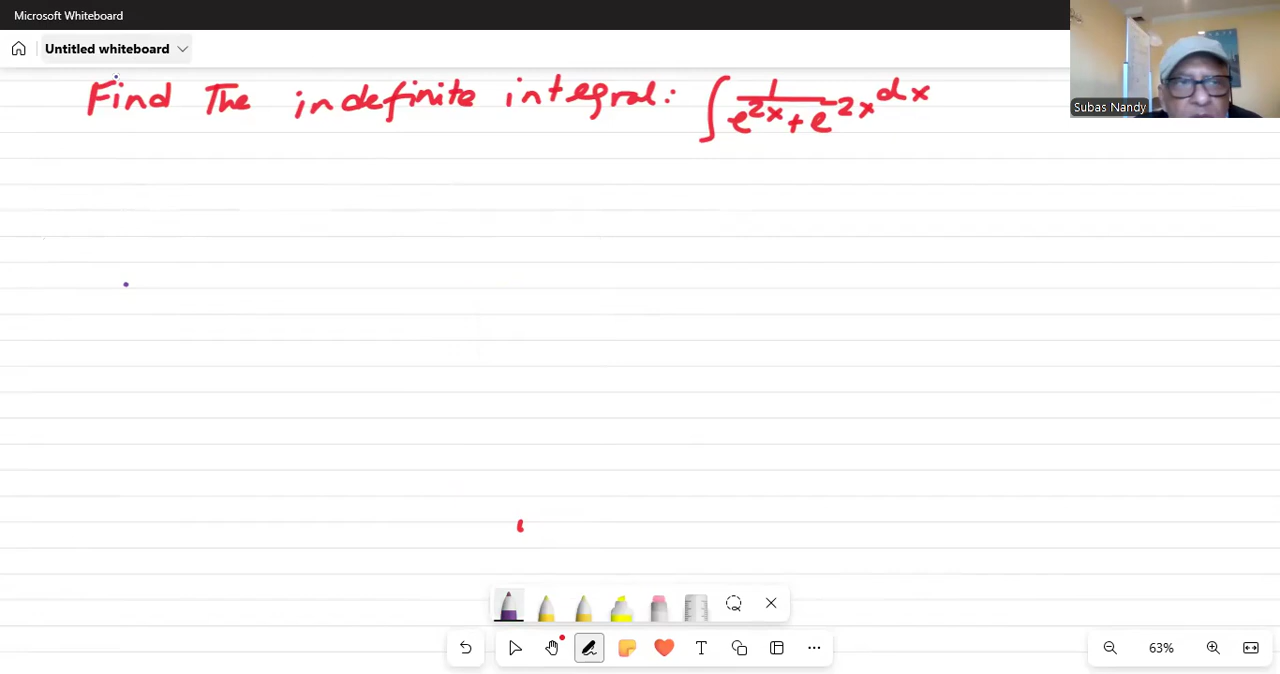 Microsoft Whiteboard
Untitled whiteboard
Find The indefinite integral: ∫ 1/(e^2x + e^2x) dx
Subas Nandy
63%